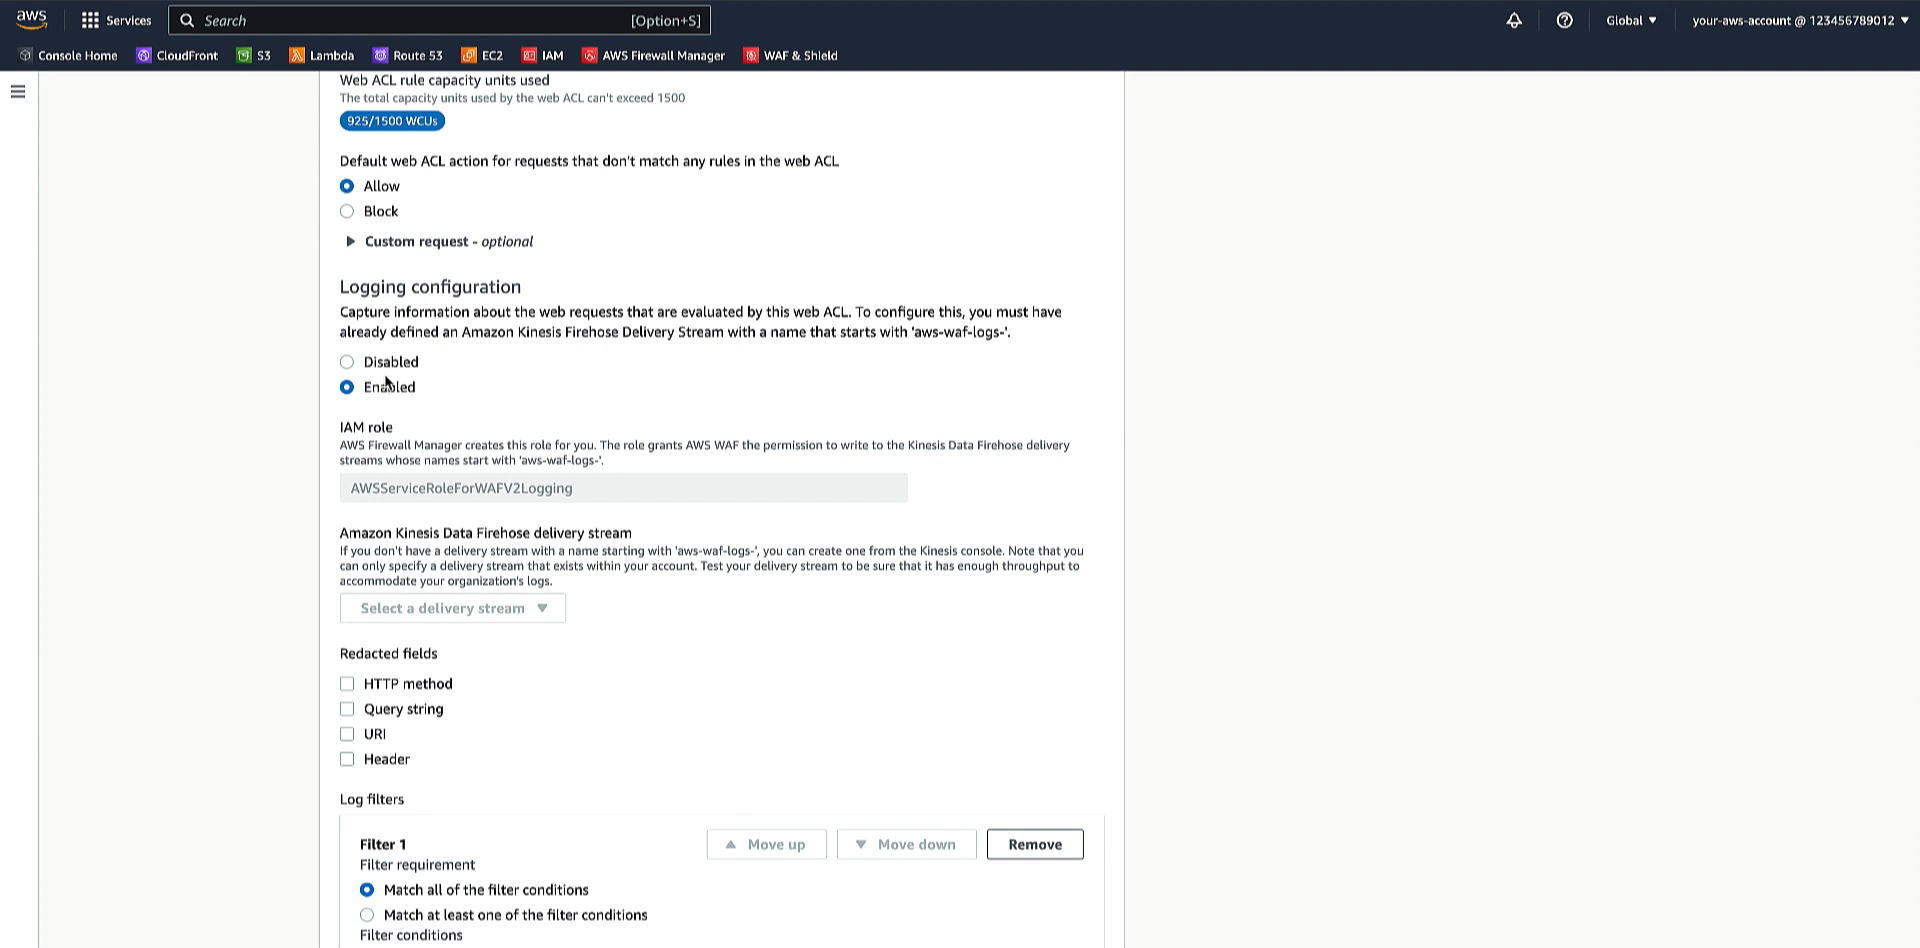 aws
Services
Search
[Option+S]
Global
your-aws-account @ 123456789012
Console Home
CloudFront
S3
Lambda
Route 53
EC2
IAM
AWS Firewall Manager
WAF & Shield
Web ACL rule capacity units used
The total capacity units used by the web ACL can't exceed 1500
925/1500 WCUs
Default web ACL action for requests that don't match any rules in the web ACL
Allow
Block
Custom request - optional
Logging configuration
Capture information about the web requests that are evaluated by this web ACL. To configure this, you must have
already defined an Amazon Kinesis Firehose Delivery Stream with a name that starts with 'aws-waf-logs-'.
Disabled
Enabled
IAM role
AWS Firewall Manager creates this role for you. The role grants AWS WAF the permission to write to the Kinesis Data Firehose delivery
streams whose names start with 'aws-waf-logs-'.
AWSServiceRoleForWAFV2Logging
Amazon Kinesis Data Firehose delivery stream
If you don't have a delivery stream with a name starting with 'aws-waf-logs-', you can create one from the Kinesis console. Note that you
can only specify a delivery stream that exists within your account. Test your delivery stream to be sure that it has enough throughput to
accommodate your organization's logs.
Select a delivery stream
Redacted fields
HTTP method
Query string
URI
Header
Log filters
Filter 1
Move up
Move down
Remove
Filter requirement
Match all of the filter conditions
Match at least one of the filter conditions
Filter conditions